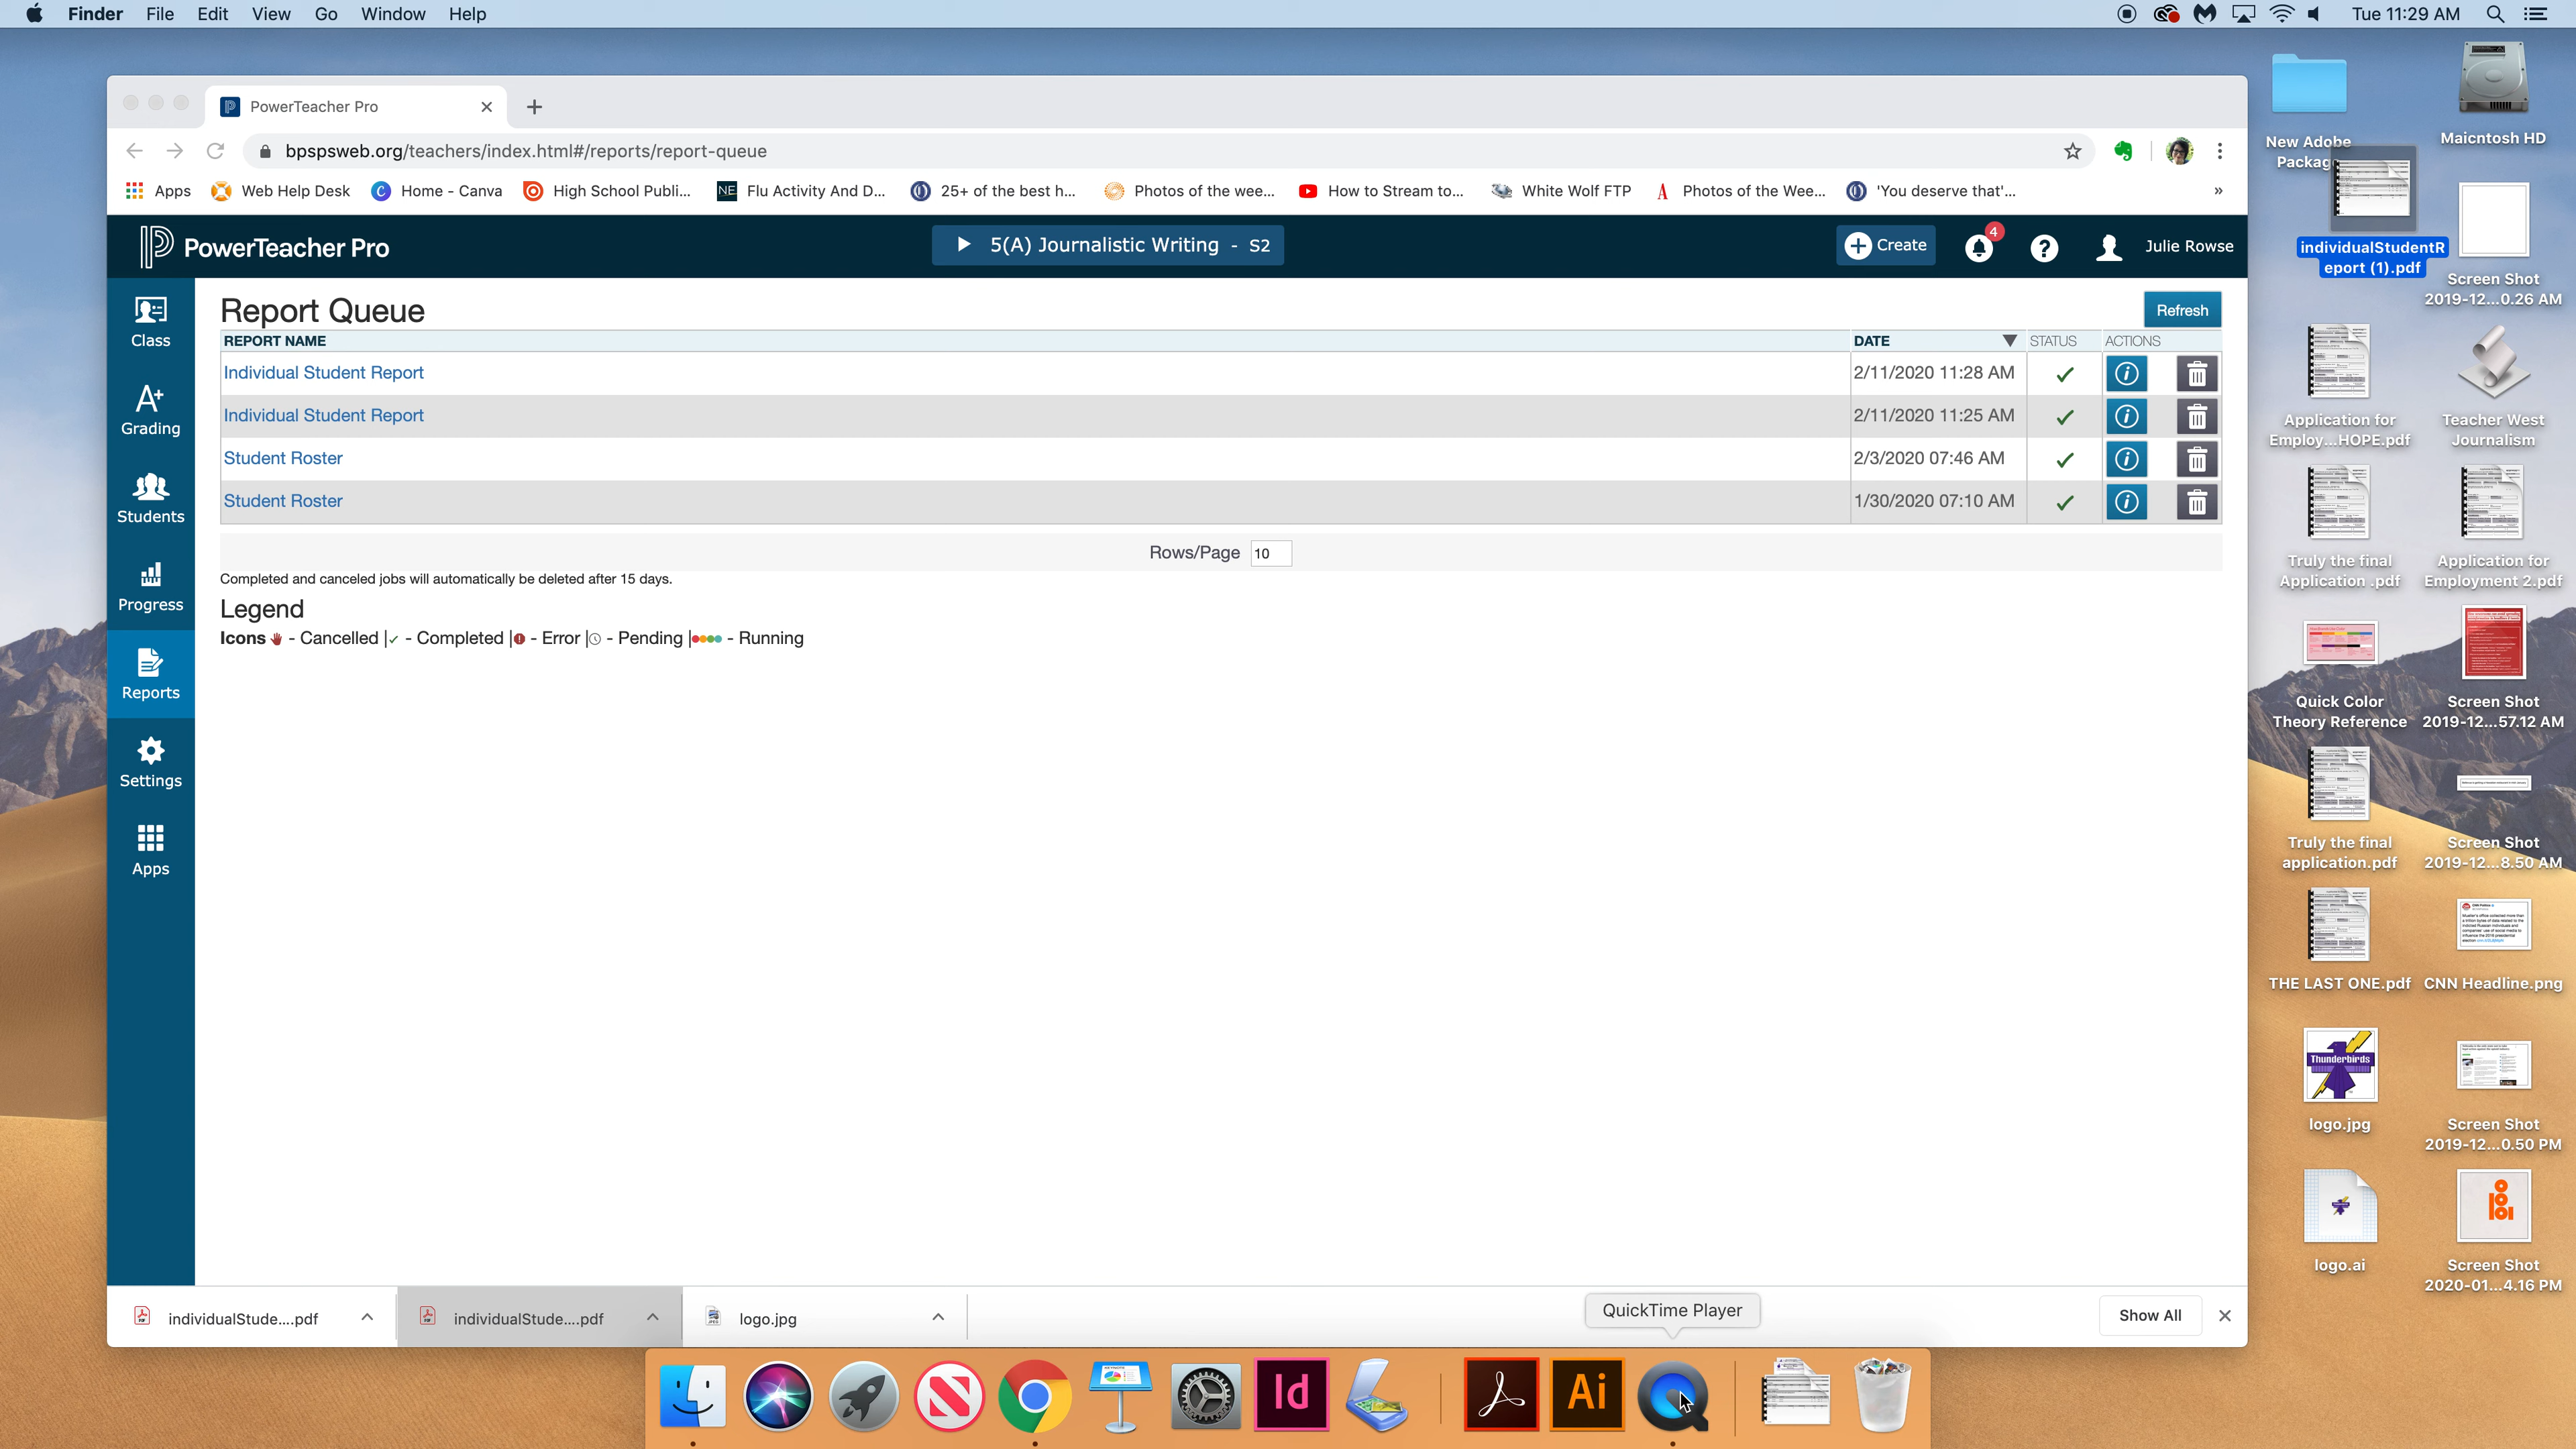 Finder File Edit View Go Window Help
Tue 11:29 AM
PowerTeacher Pro
bpspsweb.org/teachers/index.html#/reports/report-queue
Apps Web Help Desk Home - Canva High School Publi... Flu Activity And D... 25+ of the best h... Photos of the wee... How to Stream to... White Wolf FTP Photos of the Wee... 'You deserve that'... »
PowerTeacher Pro
5(A) Journalistic Writing - S2
Create
4
Julie Rowse
Class
Grading
Students
Progress
Reports
Settings
Apps
Report Queue
Refresh
REPORT NAME DATE STATUS ACTIONS
Individual Student Report 2/11/2020 11:28 AM
Individual Student Report 2/11/2020 11:25 AM
Student Roster 2/3/2020 07:46 AM
Student Roster 1/30/2020 07:10 AM
Rows/Page 10
Completed and canceled jobs will automatically be deleted after 15 days.
Legend
Icons - Cancelled | - Completed | - Error | - Pending | - Running
individualStude....pdf individualStude....pdf logo.jpg
Show All
QuickTime Player
Id
Ai
New Adobe
Packag
Maicntosh HD
individualStudentR
eport (1).pdf
Screen Shot
2019-12...0.26 AM
Application for
Employ...HOPE.pdf
Teacher West
Journalism
Truly the final
Application .pdf
Application for
Employment 2.pdf
Quick Color
Theory Reference
Screen Shot
2019-12...57.12 AM
Truly the final
application.pdf
Screen Shot
2019-12...8.50 AM
THE LAST ONE.pdf
CNN Headline.png
Thunderbirds
logo.jpg
Screen Shot
2019-12...0.50 PM
logo.ai
Screen Shot
2020-01...4.16 PM